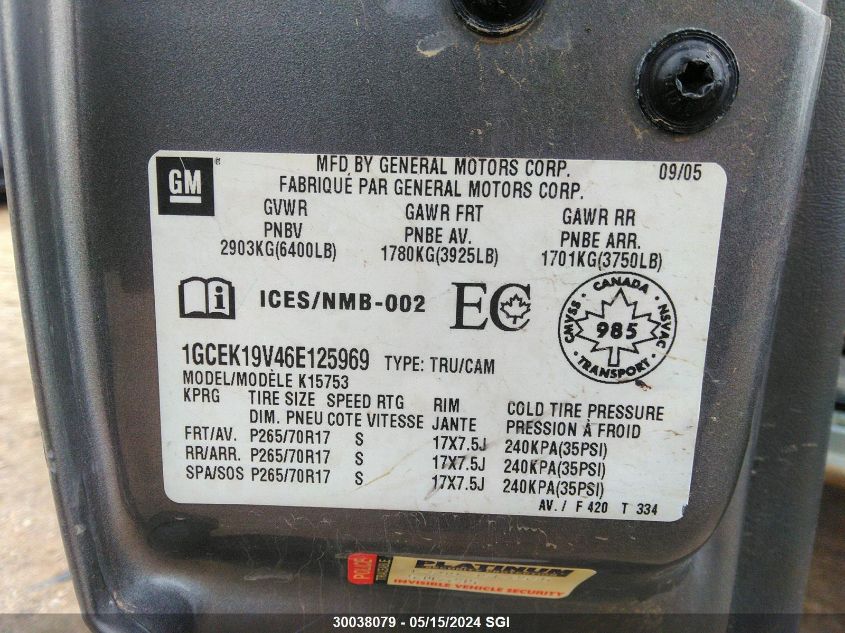 GM
MFD BY GENERAL MOTORS CORP. 09/05
FABRIQUÉ PAR GENERAL MOTORS CORP.
GVWR GAWR FRT GAWR RR
PNBV PNBE AV. PNBE ARR.
2903KG(6400LB) 1780KG(3925LB) 1701KG(3750LB)
ICES/NMB-002 EC
CANADA
CMVSS 985 NSVAC
TRANSPORT
1GCEK19V46E125969 TYPE: TRU/CAM
MODEL/MODÈLE K15753
KPRG TIRE SIZE SPEED RTG RIM COLD TIRE PRESSURE
DIM. PNEU COTE VITESSE JANTE PRESSION À FROID
FRT/AV. P265/70R17 S 17X7.5J 240KPA(35PSI)
RR/ARR. P265/70R17 S 17X7.5J 240KPA(35PSI)
SPA/SOS P265/70R17 S 17X7.5J 240KPA(35PSI)
AV. / F 420 T 334
POLICE
TRACEABLE
PLATINUM
INVISIBLE VEHICLE SECURITY
30038079 - 05/15/2024 SGI